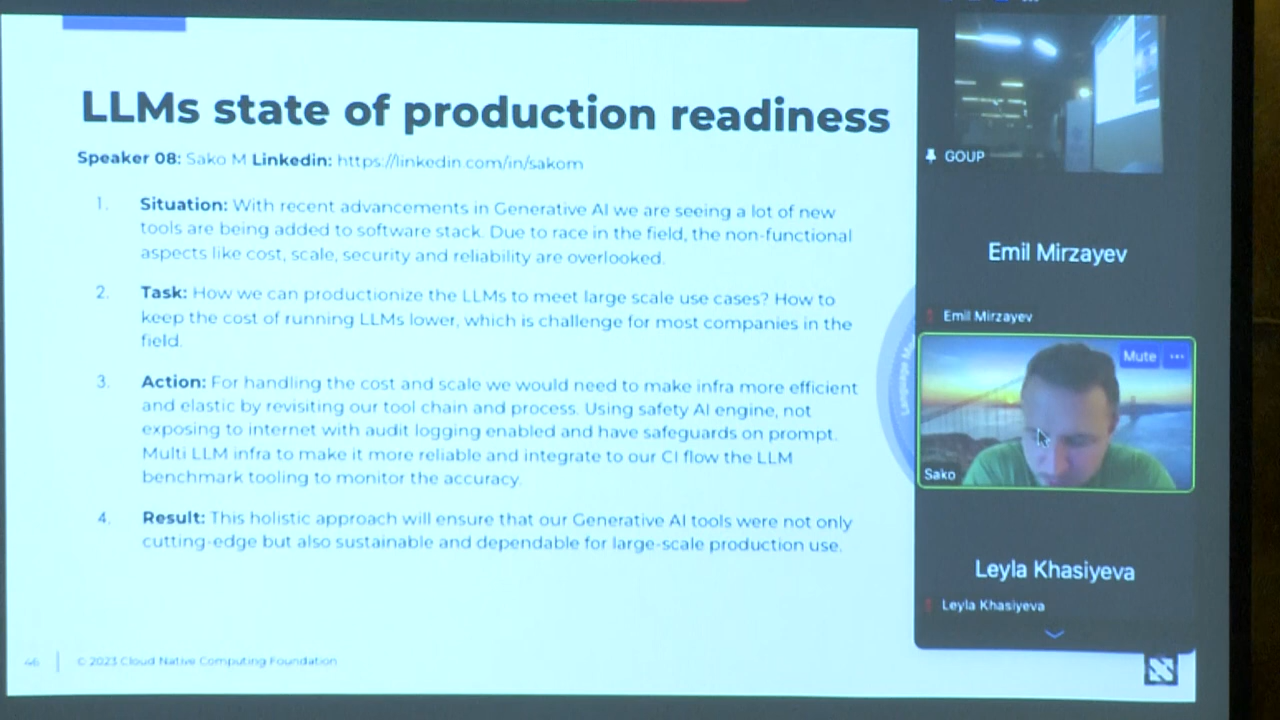 LLMs state of production readiness
Speaker 08: Sako M Linkedin: https://linkedin.com/in/sakom
1. Situation: With recent advancements in Generative AI we are seeing a lot of new
tools are being added to software stack. Due to race in the field, the non-functional
aspects like cost, scale, security and reliability are overlooked.
2. Task: How we can productionize the LLMs to meet large scale use cases? How to
keep the cost of running LLMs lower, which is challenge for most companies in the
field.
3. Action: For handling the cost and scale we would need to make infra more efficient
and elastic by revisiting our tool chain and process. Using safety AI engine, not
exposing to internet with audit logging enabled and have safeguards on prompt.
Multi LLM infra to make it more reliable and integrate to our CI flow the LLM
benchmark tooling to monitor the accuracy.
4. Result: This holistic approach will ensure that our Generative AI tools were not only
cutting-edge but also sustainable and dependable for large-scale production use.
46
© 2023 Cloud Native Computing Foundation
Language
GOUP
Emil Mirzayev
Emil Mirzayev
Mute
Sako
Leyla Khasiyeva
Leyla Khasiyeva